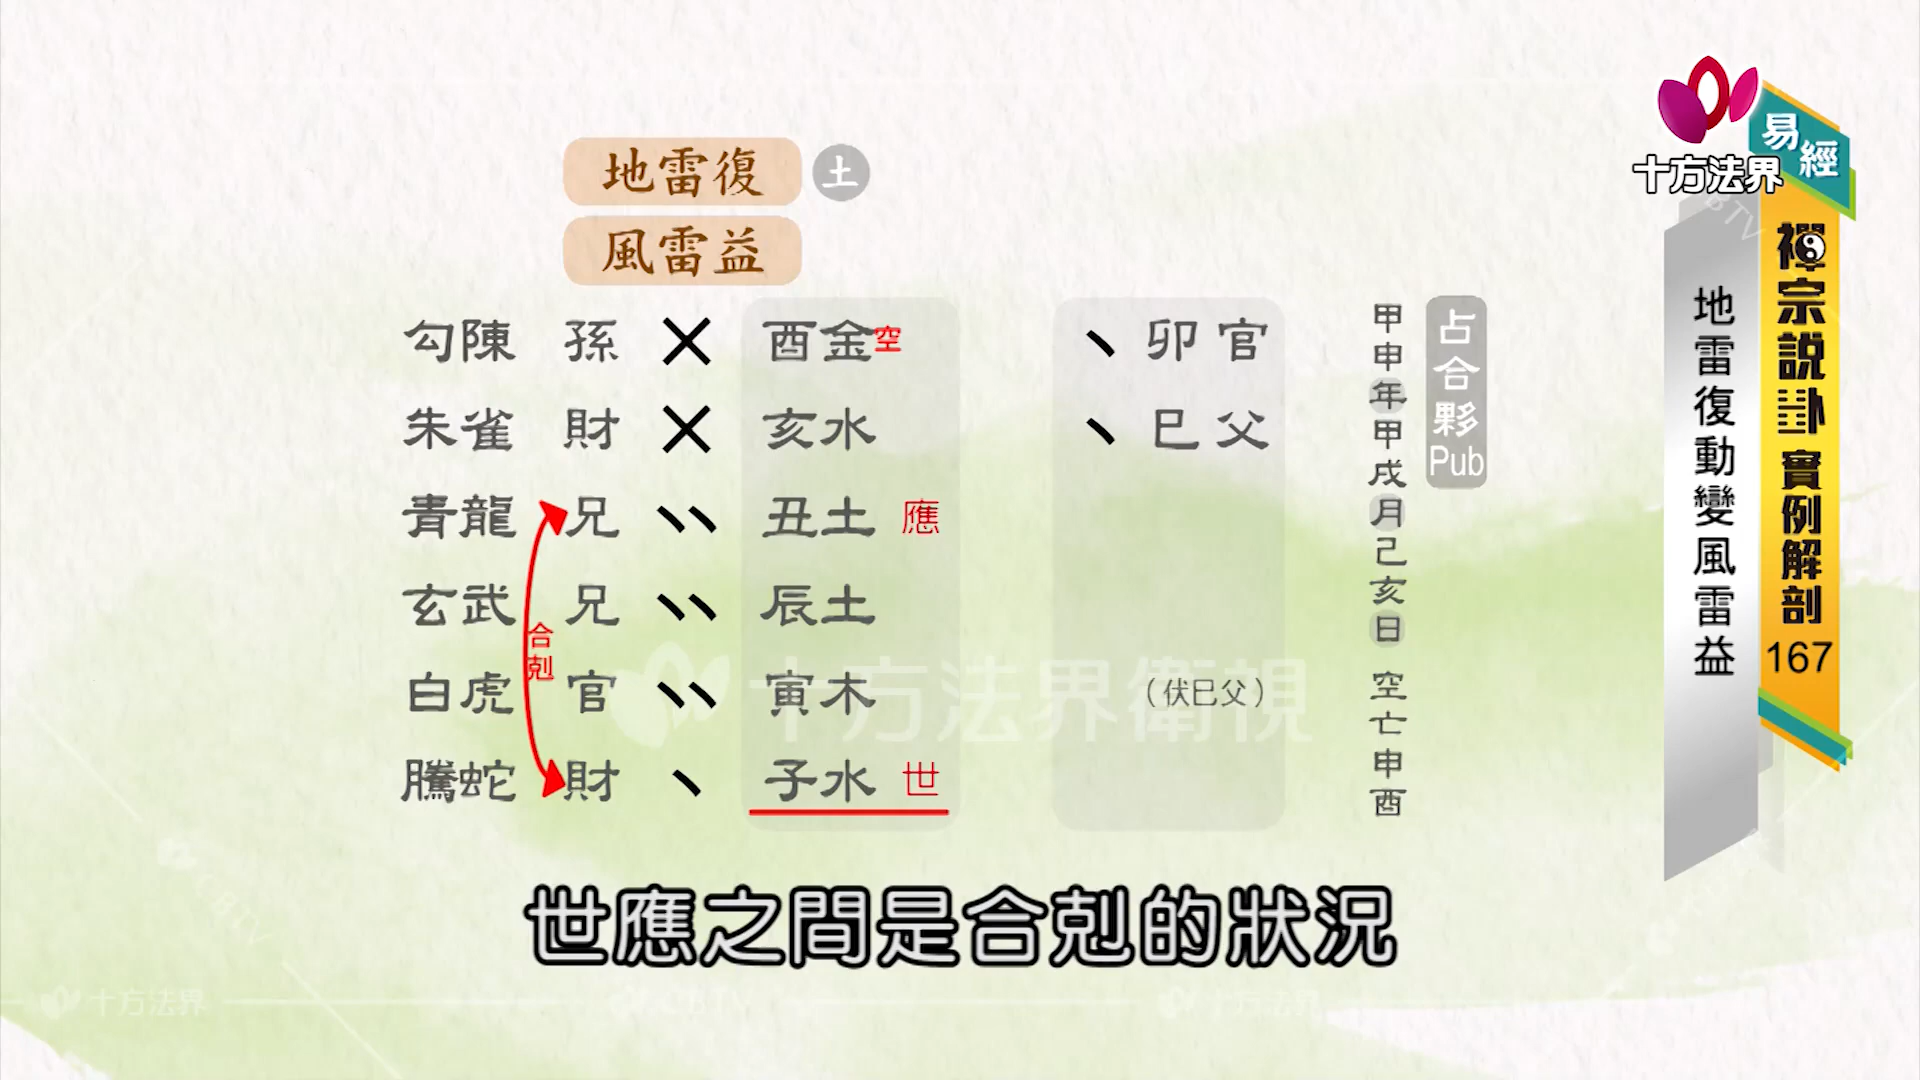 地雷復 土
風雷益
勾陳 孫 酉金空 卯官
朱雀 財 亥水 巳父
青龍 兄 丑土 應
玄武 兄 辰土
白虎 官 寅木 (伏巳父)
騰蛇 財 子水 世
合剋
占合夥Pub
甲申年甲戌月己亥日 空亡申酉
十方法界
易經
禪宗說卦 實例解剖 167
地雷復動變風雷益
十方法界衛視
世應之間是合剋的狀況
十方法界